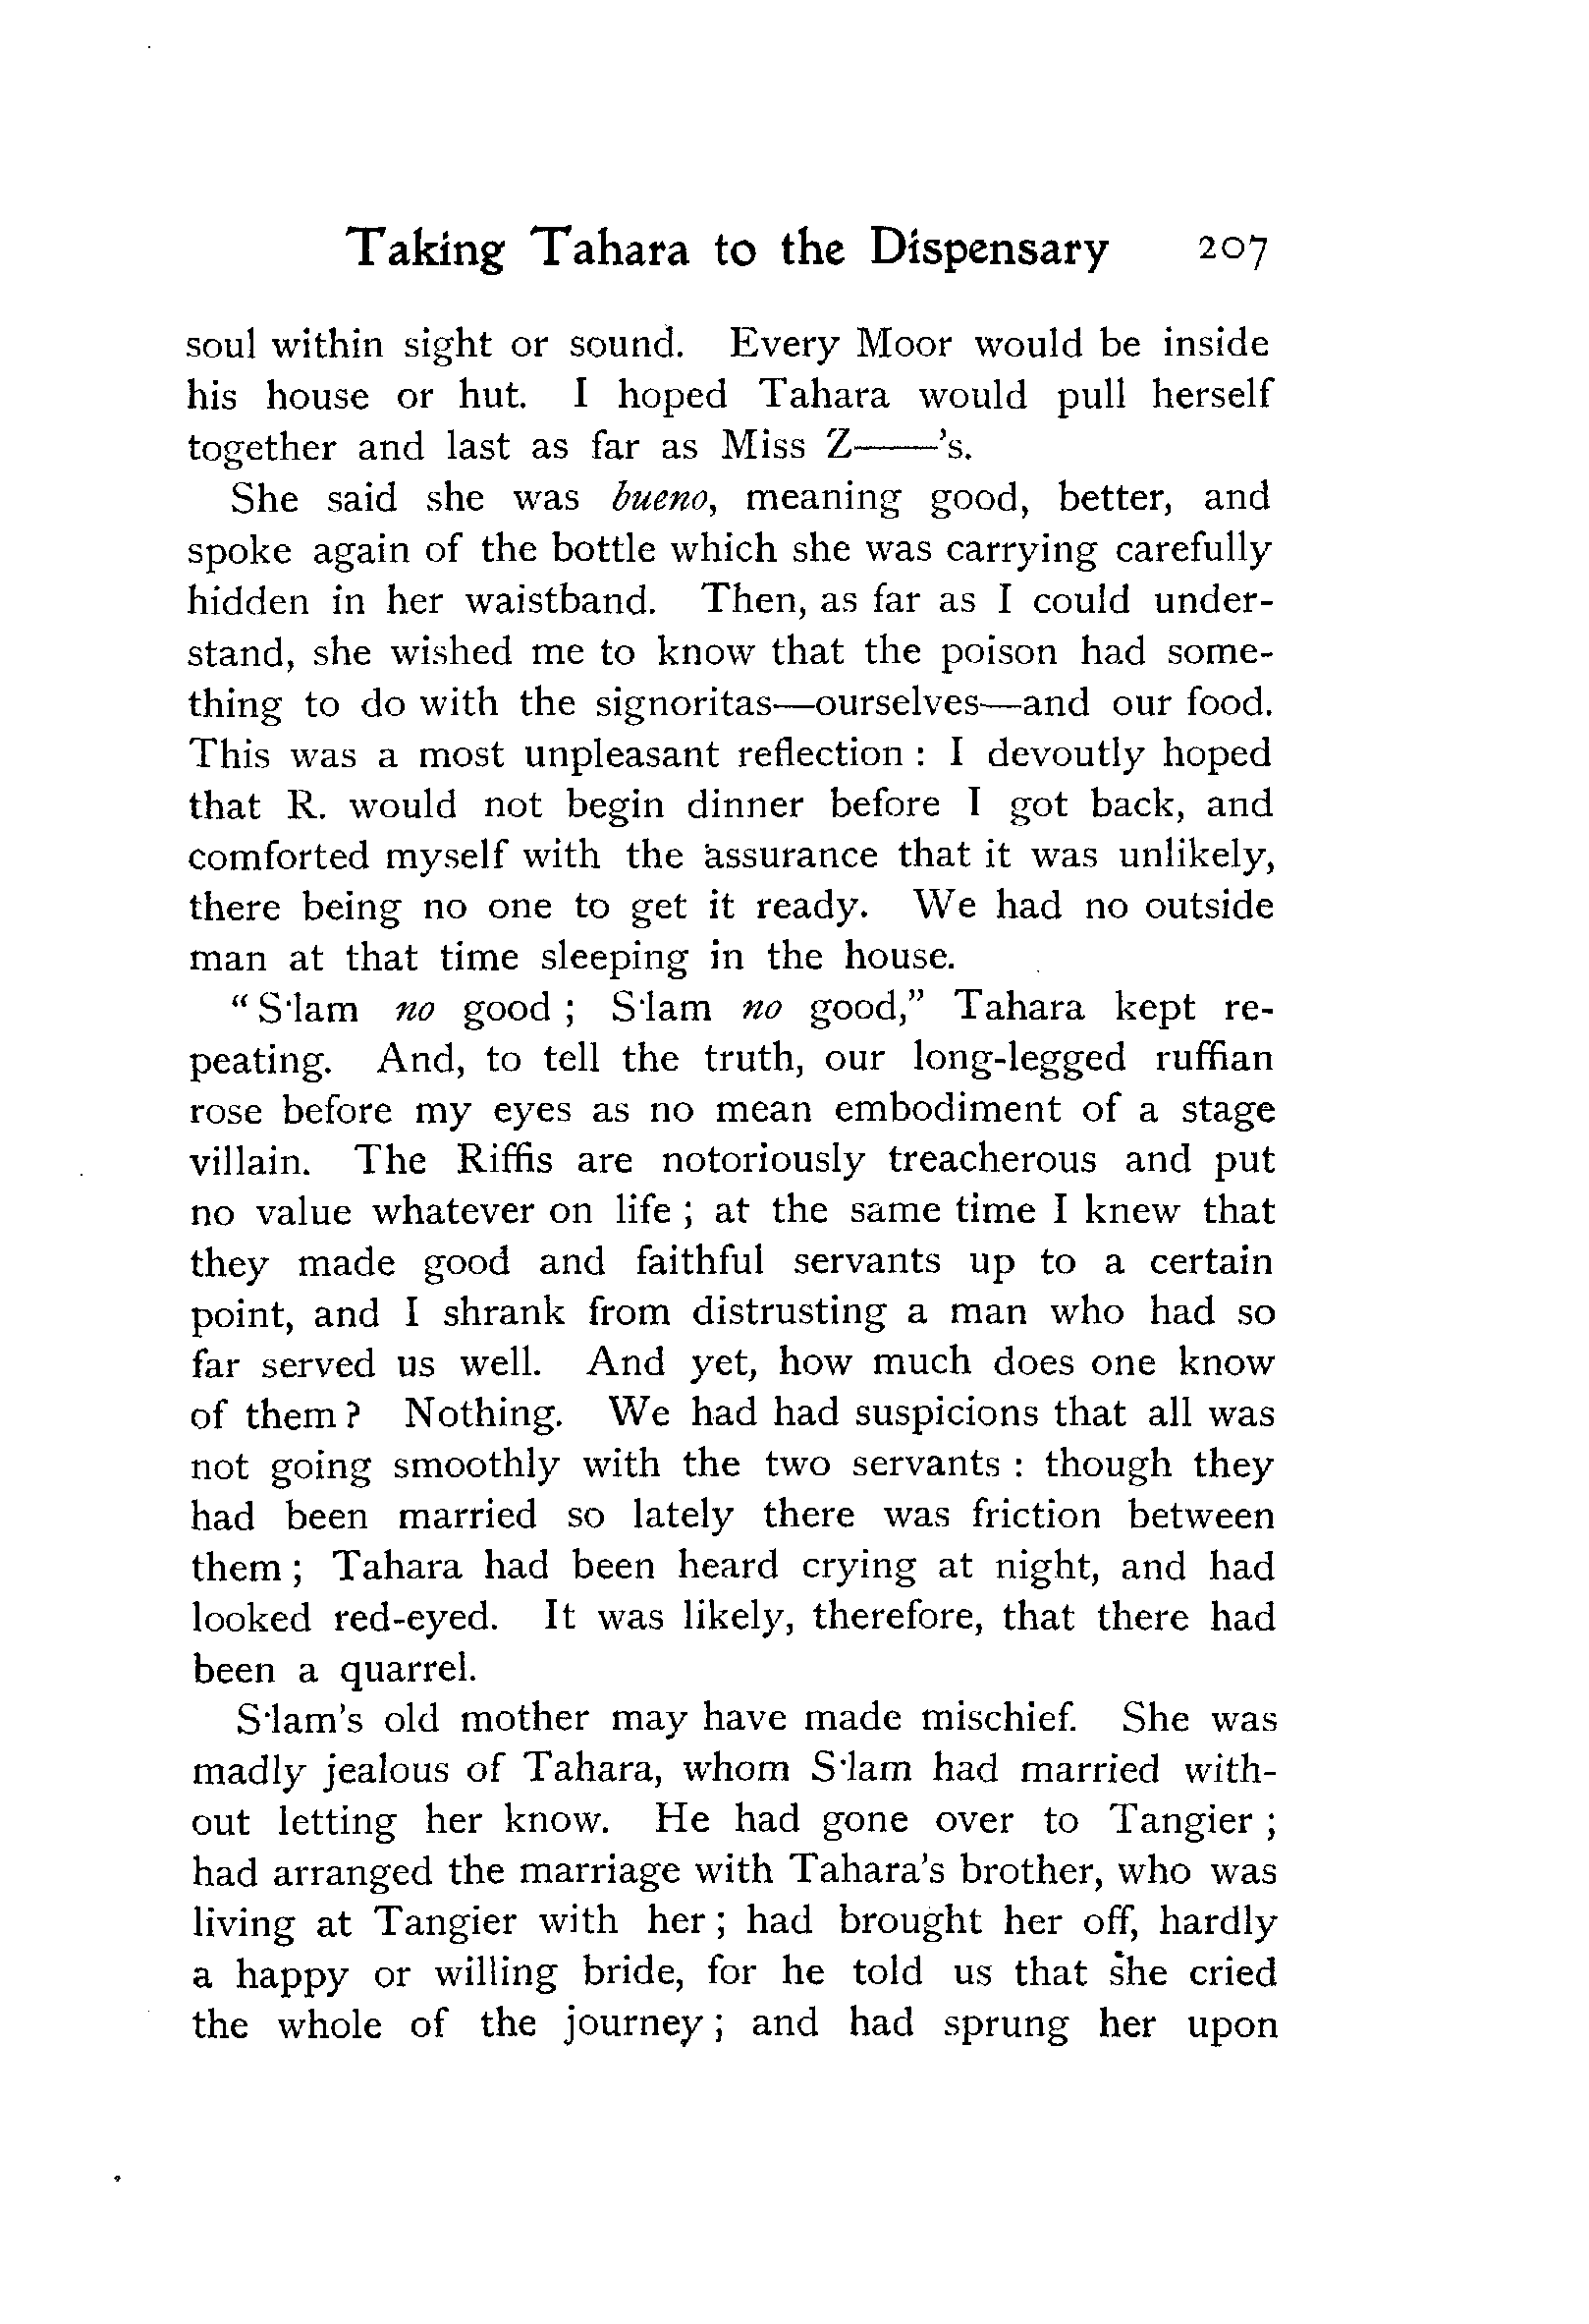 Taking Tahara to the Dispensary 207
soul within sight or sound. Every Moor would be inside
his house or hut. I hoped Tahara would pull herself
together and last as far as Miss Z——'s.
She said she was bueno, meaning good, better, and
spoke again of the bottle which she was carrying carefully
hidden in her waistband. Then, as far as I could under-
stand, she wished me to know that the poison had some-
thing to do with the signoritas—ourselves—and our food.
This was a most unpleasant reflection : I devoutly hoped
that R. would not begin dinner before I got back, and
comforted myself with the assurance that it was unlikely,
there being no one to get it ready. We had no outside
man at that time sleeping in the house.
“S·lam no good ; S·lam no good,” Tahara kept re-
peating. And, to tell the truth, our long-legged ruffian
rose before my eyes as no mean embodiment of a stage
villain. The Riffis are notoriously treacherous and put
no value whatever on life ; at the same time I knew that
they made good and faithful servants up to a certain
point, and I shrank from distrusting a man who had so
far served us well. And yet, how much does one know
of them ? Nothing. We had had suspicions that all was
not going smoothly with the two servants : though they
had been married so lately there was friction between
them ; Tahara had been heard crying at night, and had
looked red-eyed. It was likely, therefore, that there had
been a quarrel.
S·lam's old mother may have made mischief. She was
madly jealous of Tahara, whom S·lam had married with-
out letting her know. He had gone over to Tangier ;
had arranged the marriage with Tahara's brother, who was
living at Tangier with her ; had brought her off, hardly
a happy or willing bride, for he told us that she cried
the whole of the journey ; and had sprung her upon